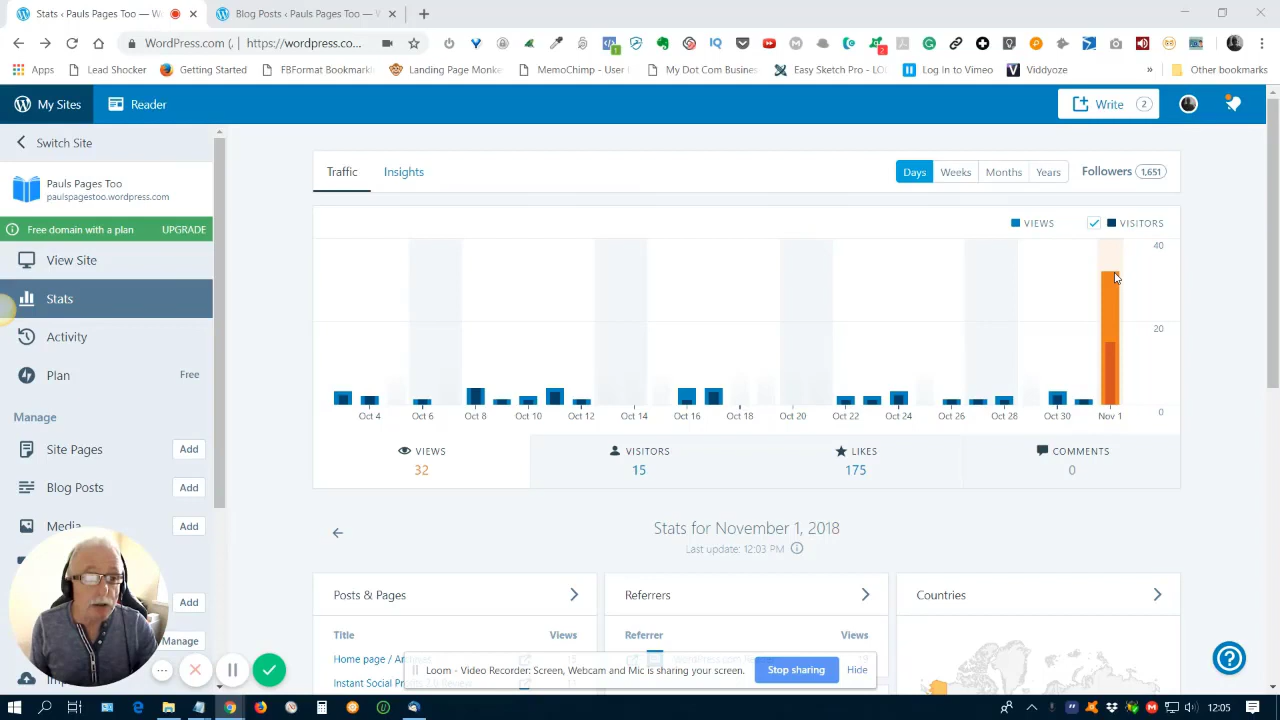 Stats ‹ Pauls Pages Too — W
Blog Posts ‹ Pauls Pages Too — V
WordPress.com (, | https://wordpress.co...
1
2
Apps
Lead Shocker
Getting Started
FBFormat Bookmark
Landing Page Monke
MemoChimp - User I
My Dot Com Busines
Easy Sketch Pro - LO
Log In to Vimeo
Viddyoze
»
Other bookmarks
My Sites
Reader
Write
2
Switch Site
Pauls Pages Too
paulspagestoo.wordpress.com
Free domain with a plan
UPGRADE
View Site
Stats
Activity
Plan
Free
Manage
Site Pages
Add
Blog Posts
Add
Media
Add
Add
Manage
Traffic
Insights
Days
Weeks
Months
Years
Followers
1,651
VIEWS
VISITORS
40
20
0
Oct 4
Oct 6
Oct 8
Oct 10
Oct 12
Oct 14
Oct 16
Oct 18
Oct 20
Oct 22
Oct 24
Oct 26
Oct 28
Oct 30
Nov 1
VIEWS
32
VISITORS
15
LIKES
175
COMMENTS
0
Stats for November 1, 2018
Last update: 12:03 PM
Posts & Pages
Title
Views
Home page /
Instant Social
Referrers
Referrer
Views
Countries
Loom - Video Recorder: Screen, Webcam and Mic is sharing your screen.
Stop sharing
Hide
12:05